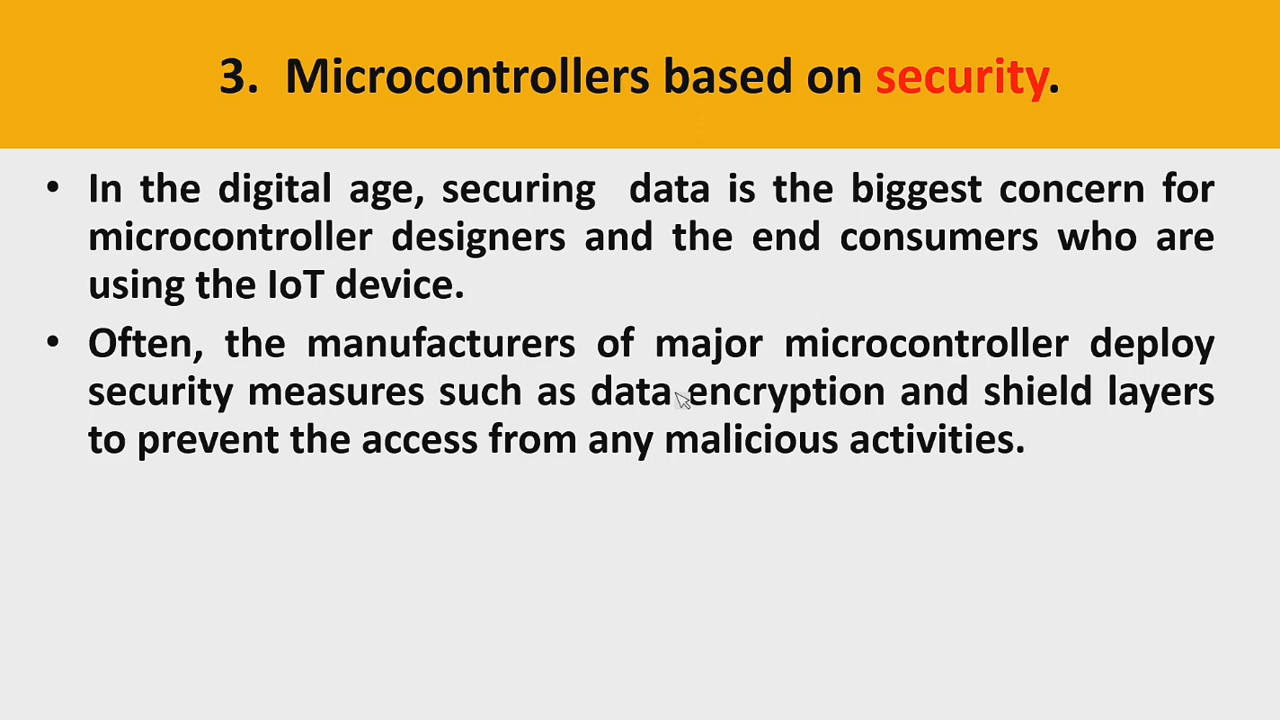 3. Microcontrollers based on security.
• In the digital age, securing data is the biggest concern for
microcontroller designers and the end consumers who are
using the IoT device.
• Often, the manufacturers of major microcontroller deploy
security measures such as data encryption and shield layers
to prevent the access from any malicious activities.